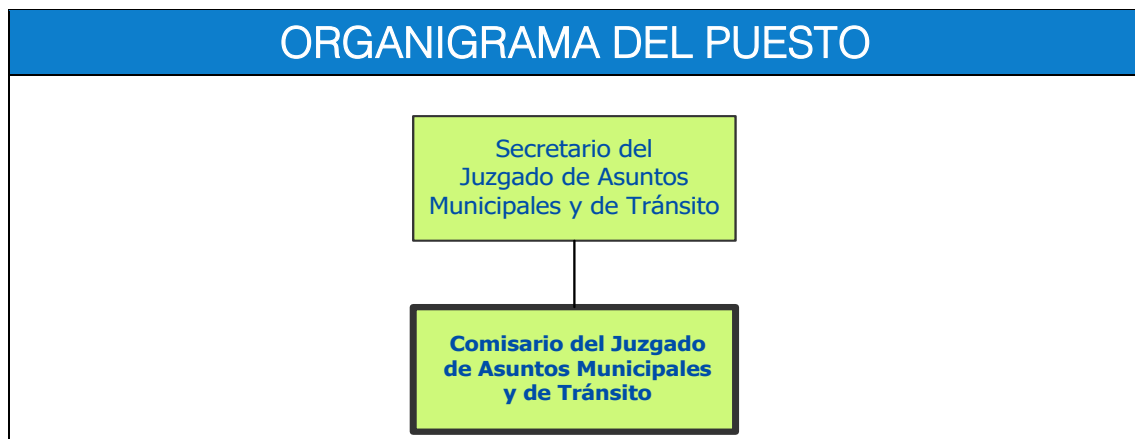 ORGANIGRAMA DEL PUESTO
Secretario del
Juzgado de Asuntos
Municipales y de Tránsito
Comisario del Juzgado
de Asuntos Municipales
y de Tránsito